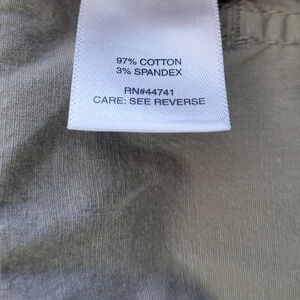 97% COTTON
3% SPANDEX
RN#44741
CARE: SEE REVERSE